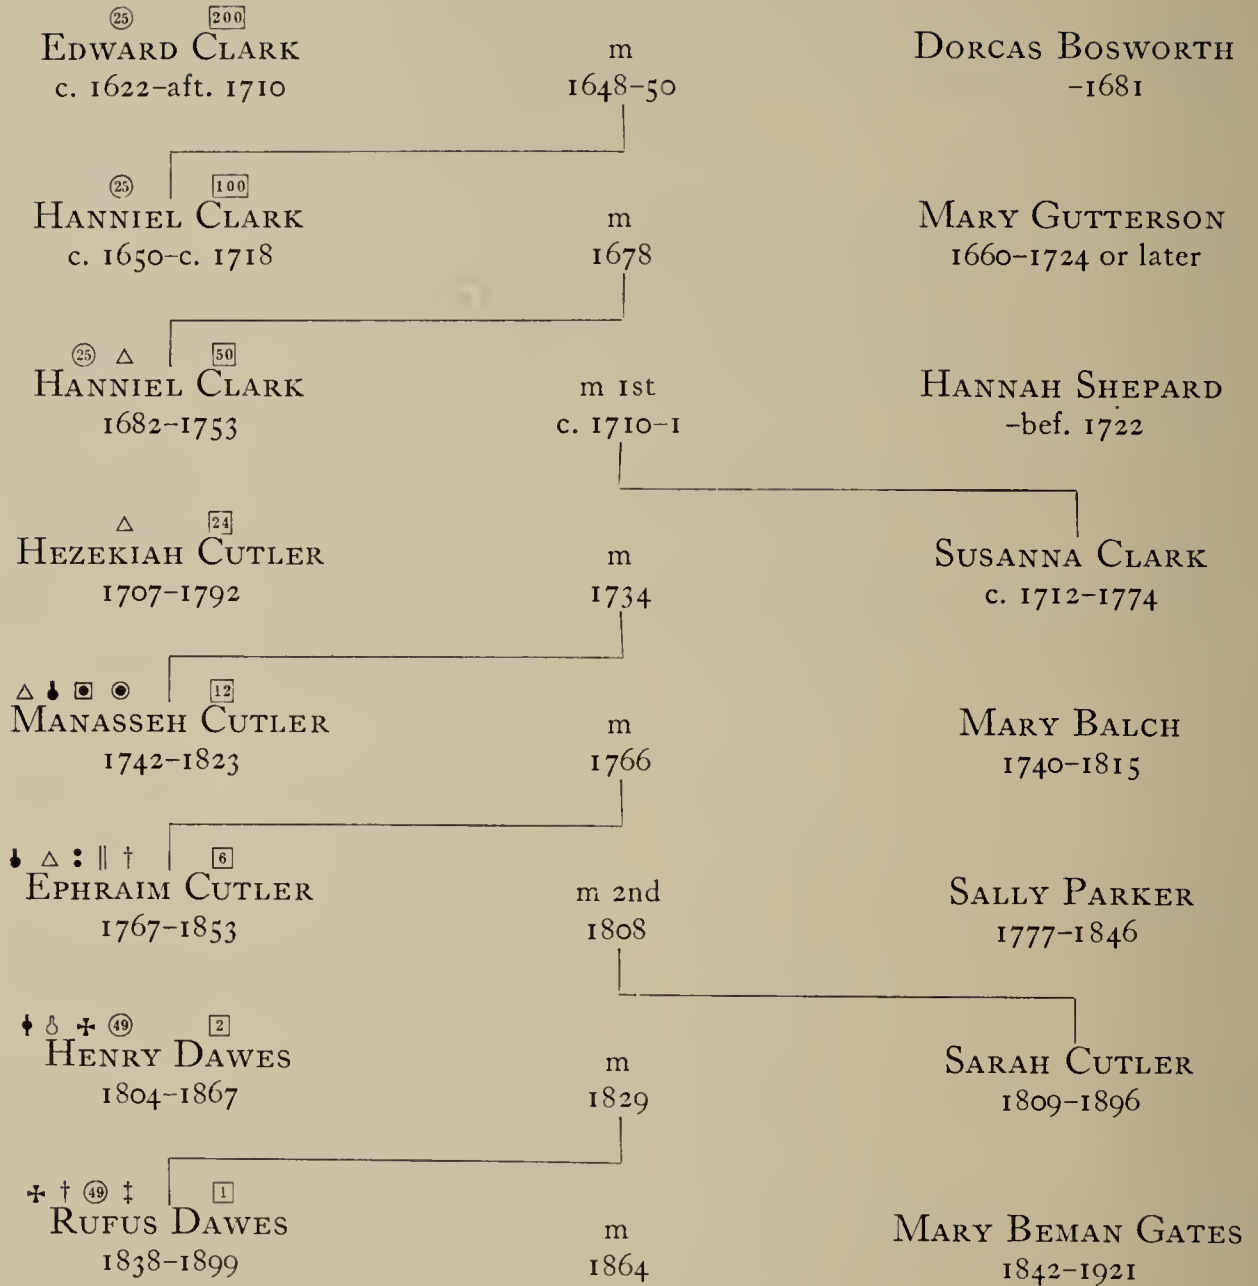 25 200
EDWARD CLARK m DORCAS BOSWORTH
c. 1622–aft. 1710 1648–50 –1681
25 100
HANNIEL CLARK m MARY GUTTERSON
c. 1650–c. 1718 1678 1660–1724 or later
25 △ 50
HANNIEL CLARK m 1st HANNAH SHEPARD
1682–1753 c. 1710–1 –bef. 1722
△ 24
HEZEKIAH CUTLER m SUSANNA CLARK
1707–1792 1734 c. 1712–1774
△ 12
MANASSEH CUTLER m MARY BALCH
1742–1823 1766 1740–1815
△ : ‖ † 6
EPHRAIM CUTLER m 2nd SALLY PARKER
1767–1853 1808 1777–1846
✢ 49 2
HENRY DAWES m SARAH CUTLER
1804–1867 1829 1809–1896
✢ † 49 ‡ 1
RUFUS DAWES m MARY BEMAN GATES
1838–1899 1864 1842–1921